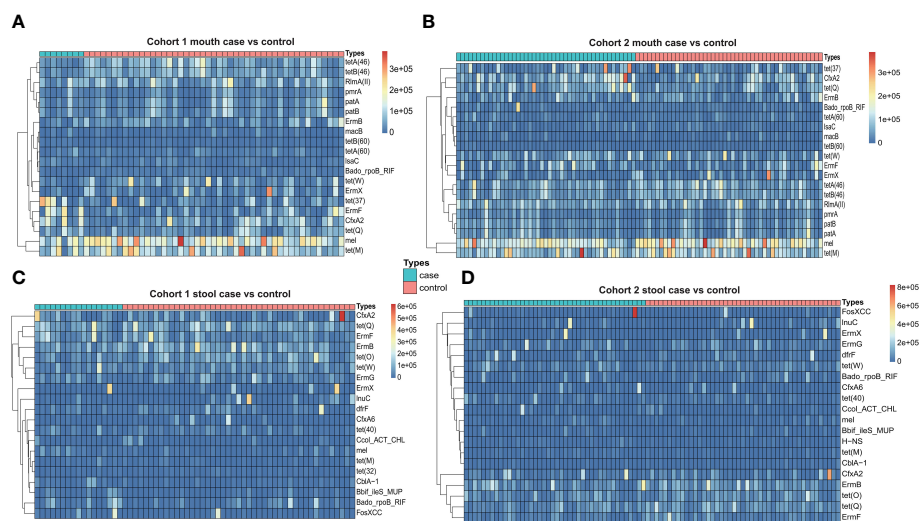 A
Cohort 1 mouth case vs control
Types
tetA(46)
tetB(46)
RlmA(II)
pmrA
patA
patB
ErmB
macB
tetB(60)
tetA(60)
lsaC
Bado_rpoB_RIF
tet(W)
ErmX
tet(37)
ErmF
CfxA2
tet(Q)
mel
tet(M)
3e+05
2e+05
1e+05
0
B
Cohort 2 mouth case vs control
Types
tet(37)
CfxA2
tet(Q)
ErmB
Bado_rpoB_RIF
tetA(60)
lsaC
macB
tetB(60)
tet(W)
ErmF
ErmX
tetA(46)
tetB(46)
RlmA(II)
pmrA
patB
patA
mel
tet(M)
3e+05
2e+05
1e+05
0
Types
case
control
C
Cohort 1 stool case vs control
Types
CfxA2
tet(Q)
ErmF
ErmB
tet(O)
tet(W)
ErmG
ErmX
lnuC
dfrF
CfxA6
tet(40)
Ccol_ACT_CHL
mel
tet(M)
tet(32)
CblA-1
Bbif_ileS_MUP
Bado_rpoB_RIF
FosXCC
6e+05
5e+05
4e+05
3e+05
2e+05
1e+05
0
D
Cohort 2 stool case vs control
Types
FosXCC
lnuC
ErmX
ErmG
dfrF
tet(W)
Bado_rpoB_RIF
CfxA6
tet(40)
Ccol_ACT_CHL
mel
Bbif_ileS_MUP
H-NS
tet(M)
CblA-1
CfxA2
ErmB
tet(O)
tet(Q)
ErmF
8e+05
6e+05
4e+05
2e+05
0